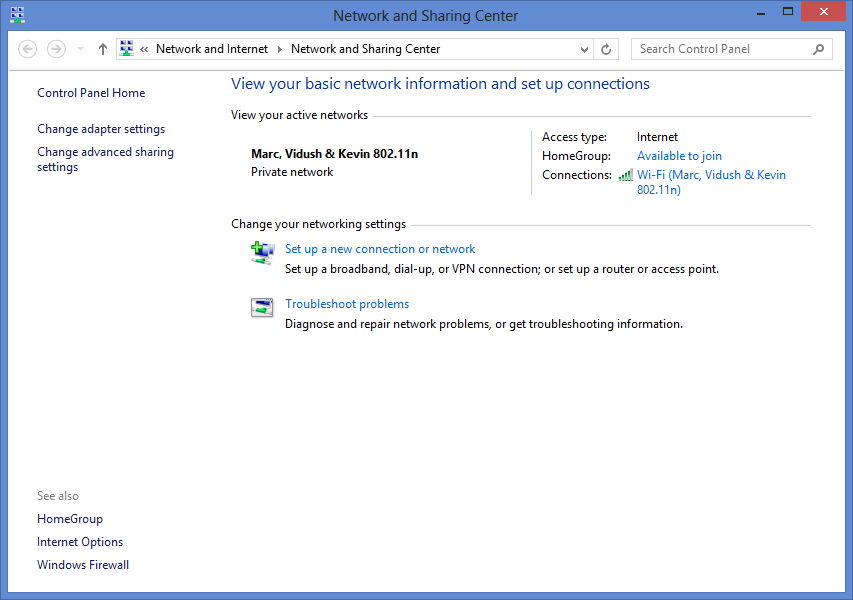 Network and Sharing Center
« Network and Internet Network and Sharing Center
Search Control Panel
Control Panel Home
Change adapter settings
Change advanced sharing
settings
See also
HomeGroup
Internet Options
Windows Firewall
View your basic network information and set up connections
View your active networks
Marc, Vidush & Kevin 802.11n
Private network
Access type: Internet
HomeGroup: Available to join
Connections: Wi-Fi (Marc, Vidush & Kevin
802.11n)
Change your networking settings
Set up a new connection or network
Set up a broadband, dial-up, or VPN connection; or set up a router or access point.
Troubleshoot problems
Diagnose and repair network problems, or get troubleshooting information.